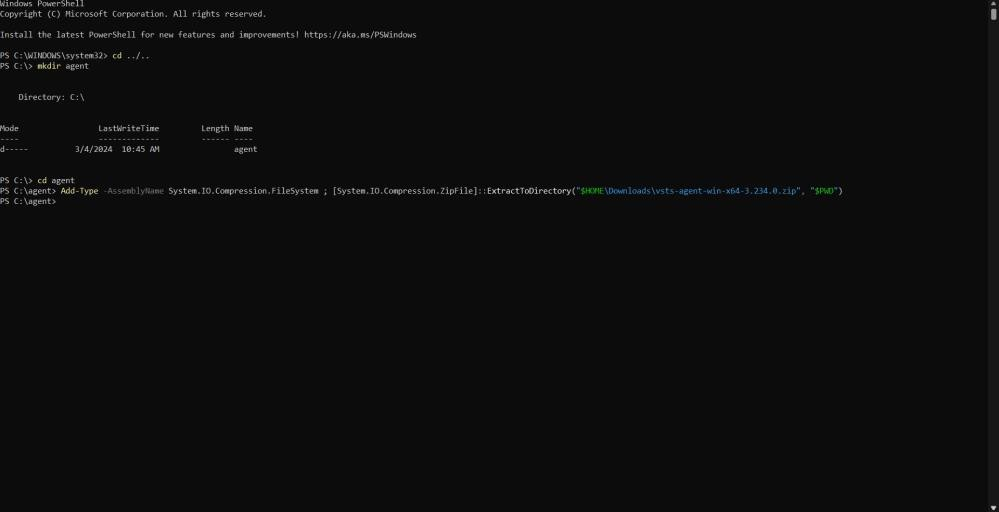 Windows PowerShell
Copyright (C) Microsoft Corporation. All rights reserved.
Install the latest PowerShell for new features and improvements! https://aka.ms/PSWindows
PS C:\WINDOWS\system32> cd ../..
PS C:\> mkdir agent
Directory: C:\
Mode                 LastWriteTime         Length Name
----                 -------------         ------ ----
d-----          3/4/2024  10:45 AM                agent
PS C:\> cd agent
PS C:\agent> Add-Type -AssemblyName System.IO.Compression.FileSystem ; [System.IO.Compression.ZipFile]::ExtractToDirectory("$HOME\Downloads\vsts-agent-win-x64-3.234.0.zip", "$PWD")
PS C:\agent>